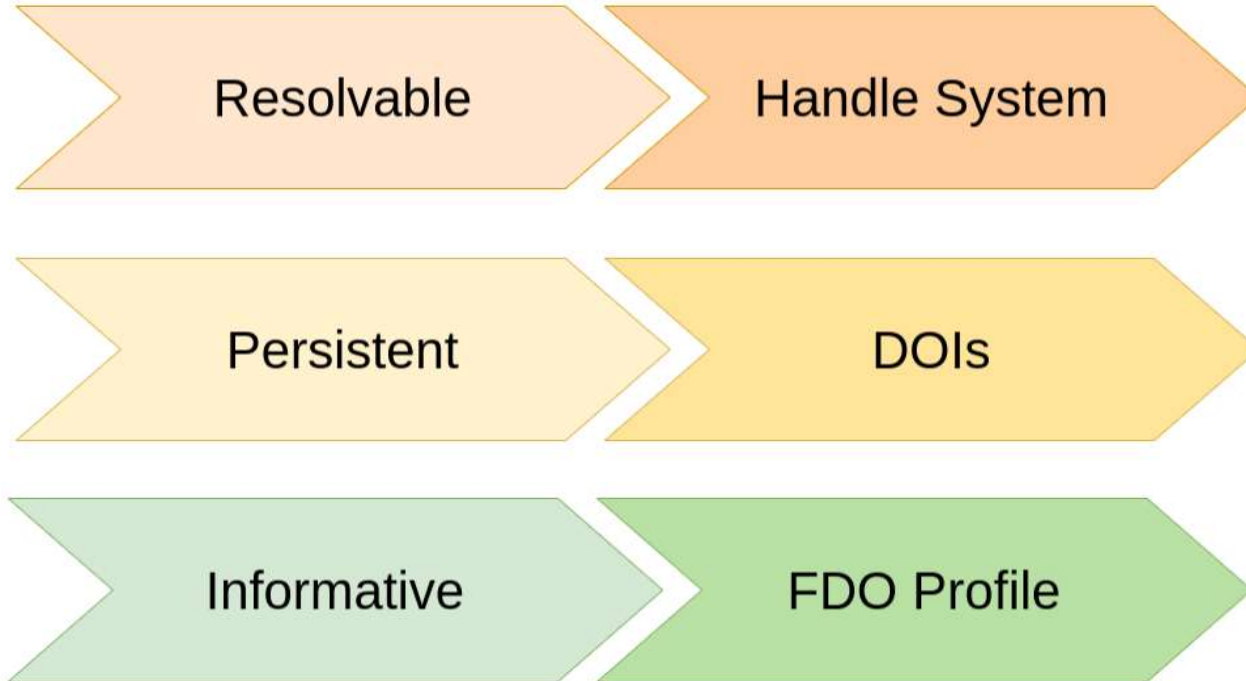 Resolvable
Handle System
Persistent
DOIs
Informative
FDO Profile